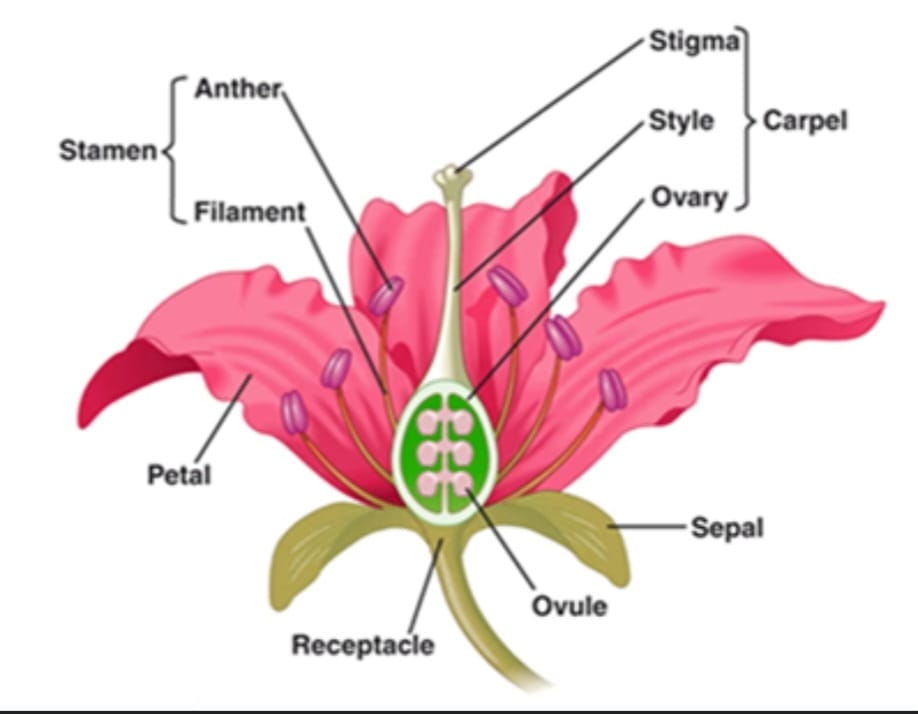 Stigma
Anther
Style
Carpel
Stamen
Ovary
Filament
Petal
Sepal
Ovule
Receptacle